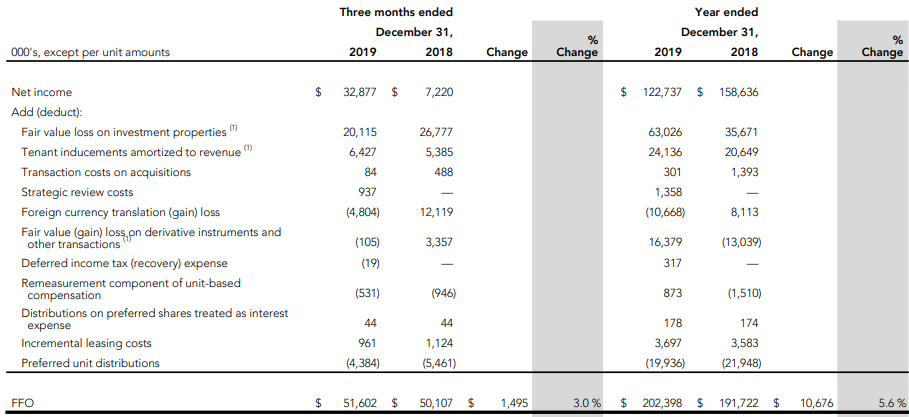 Three months ended Year ended
December 31, % December 31, %
000's, except per unit amounts 2019 2018 Change Change 2019 2018 Change Change
Net income $ 32,877 $ 7,220 $ 122,737 $ 158,636
Add (deduct):
Fair value loss on investment properties (1) 20,115 26,777 63,026 35,671
Tenant inducements amortized to revenue (1) 6,427 5,385 24,136 20,649
Transaction costs on acquisitions 84 488 301 1,393
Strategic review costs 937 — 1,358 —
Foreign currency translation (gain) loss (4,804) 12,119 (10,668) 8,113
Fair value (gain) loss on derivative instruments and
other transactions (1) (105) 3,357 16,379 (13,039)
Deferred income tax (recovery) expense (19) — 317 —
Remeasurement component of unit-based
compensation (531) (946) 873 (1,510)
Distributions on preferred shares treated as interest
expense 44 44 178 174
Incremental leasing costs 961 1,124 3,697 3,583
Preferred unit distributions (4,384) (5,461) (19,936) (21,948)
FFO $ 51,602 $ 50,107 $ 1,495 3.0 % $ 202,398 $ 191,722 $ 10,676 5.6 %